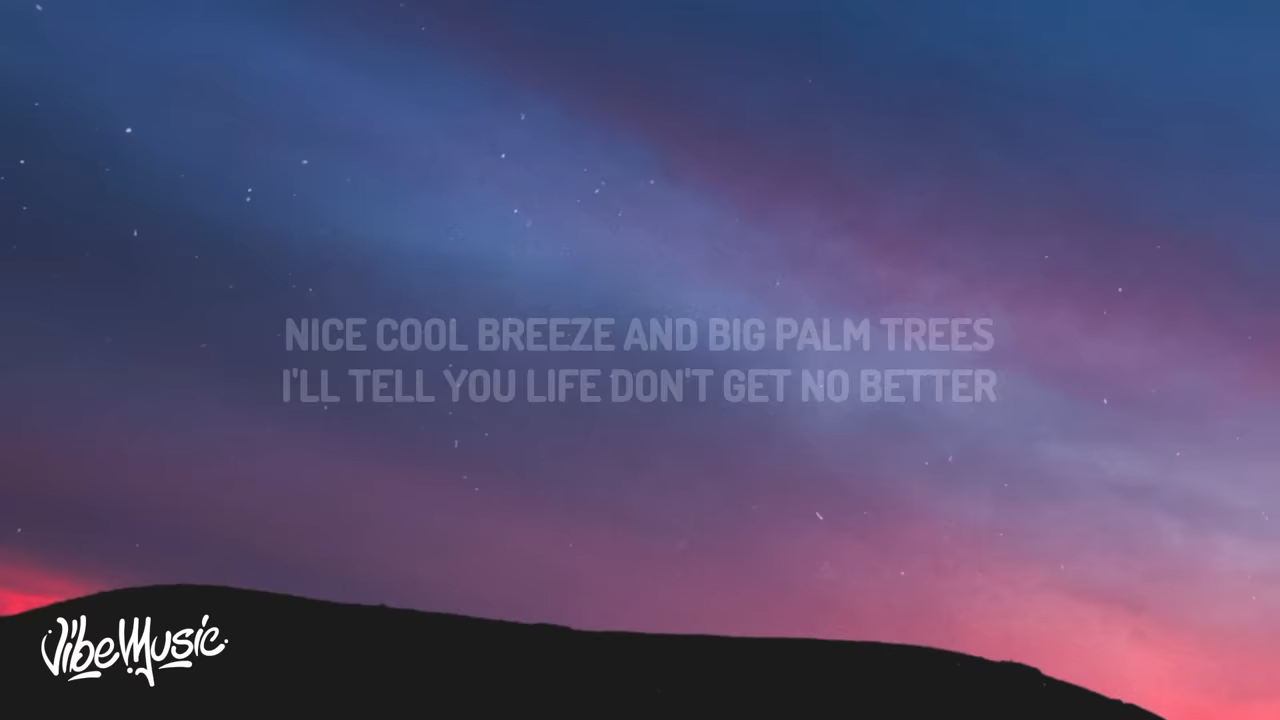 NICE COOL BREEZE AND BIG PALM TREES
I'LL TELL YOU LIFE DON'T GET NO BETTER
VibeMusic